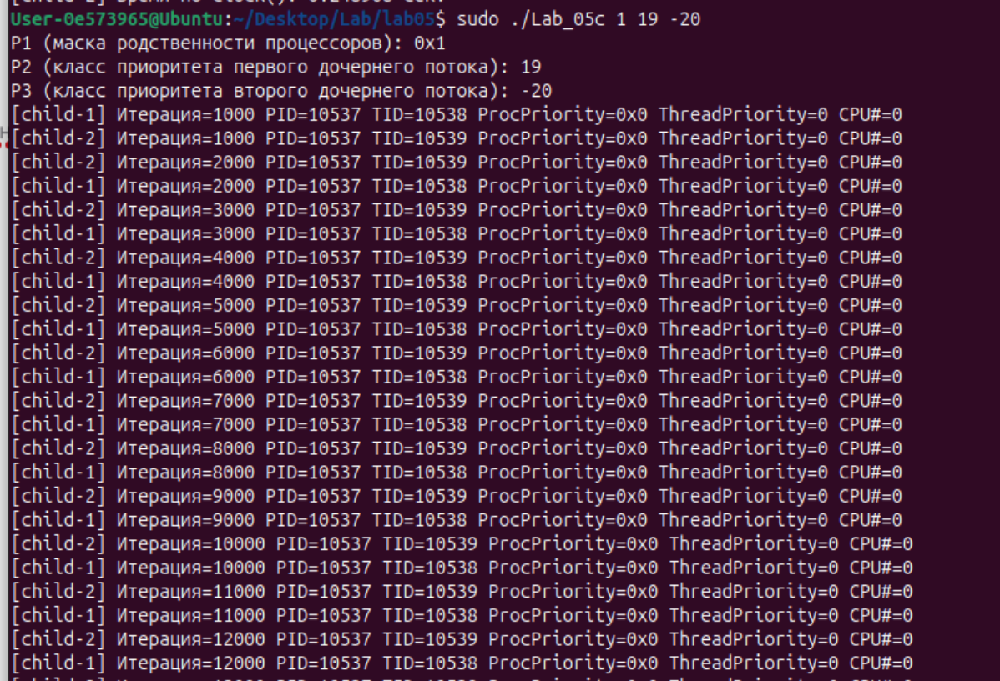 [child-2] Время по clock(): 0.248968 сек.
User-0e573965@Ubuntu:~/Desktop/Lab/lab05$ sudo ./Lab_05c 1 19 -20
P1 (маска родственности процессоров): 0x1
P2 (класс приоритета первого дочернего потока): 19
P3 (класс приоритета второго дочернего потока): -20
[child-1] Итерация=1000 PID=10537 TID=10538 ProcPriority=0x0 ThreadPriority=0 CPU#=0
[child-2] Итерация=1000 PID=10537 TID=10539 ProcPriority=0x0 ThreadPriority=0 CPU#=0
[child-2] Итерация=2000 PID=10537 TID=10539 ProcPriority=0x0 ThreadPriority=0 CPU#=0
[child-1] Итерация=2000 PID=10537 TID=10538 ProcPriority=0x0 ThreadPriority=0 CPU#=0
[child-2] Итерация=3000 PID=10537 TID=10539 ProcPriority=0x0 ThreadPriority=0 CPU#=0
[child-1] Итерация=3000 PID=10537 TID=10538 ProcPriority=0x0 ThreadPriority=0 CPU#=0
[child-2] Итерация=4000 PID=10537 TID=10539 ProcPriority=0x0 ThreadPriority=0 CPU#=0
[child-1] Итерация=4000 PID=10537 TID=10538 ProcPriority=0x0 ThreadPriority=0 CPU#=0
[child-2] Итерация=5000 PID=10537 TID=10539 ProcPriority=0x0 ThreadPriority=0 CPU#=0
[child-1] Итерация=5000 PID=10537 TID=10538 ProcPriority=0x0 ThreadPriority=0 CPU#=0
[child-2] Итерация=6000 PID=10537 TID=10539 ProcPriority=0x0 ThreadPriority=0 CPU#=0
[child-1] Итерация=6000 PID=10537 TID=10538 ProcPriority=0x0 ThreadPriority=0 CPU#=0
[child-2] Итерация=7000 PID=10537 TID=10539 ProcPriority=0x0 ThreadPriority=0 CPU#=0
[child-1] Итерация=7000 PID=10537 TID=10538 ProcPriority=0x0 ThreadPriority=0 CPU#=0
[child-2] Итерация=8000 PID=10537 TID=10539 ProcPriority=0x0 ThreadPriority=0 CPU#=0
[child-1] Итерация=8000 PID=10537 TID=10538 ProcPriority=0x0 ThreadPriority=0 CPU#=0
[child-2] Итерация=9000 PID=10537 TID=10539 ProcPriority=0x0 ThreadPriority=0 CPU#=0
[child-1] Итерация=9000 PID=10537 TID=10538 ProcPriority=0x0 ThreadPriority=0 CPU#=0
[child-2] Итерация=10000 PID=10537 TID=10539 ProcPriority=0x0 ThreadPriority=0 CPU#=0
[child-1] Итерация=10000 PID=10537 TID=10538 ProcPriority=0x0 ThreadPriority=0 CPU#=0
[child-2] Итерация=11000 PID=10537 TID=10539 ProcPriority=0x0 ThreadPriority=0 CPU#=0
[child-1] Итерация=11000 PID=10537 TID=10538 ProcPriority=0x0 ThreadPriority=0 CPU#=0
[child-2] Итерация=12000 PID=10537 TID=10539 ProcPriority=0x0 ThreadPriority=0 CPU#=0
[child-1] Итерация=12000 PID=10537 TID=10538 ProcPriority=0x0 ThreadPriority=0 CPU#=0